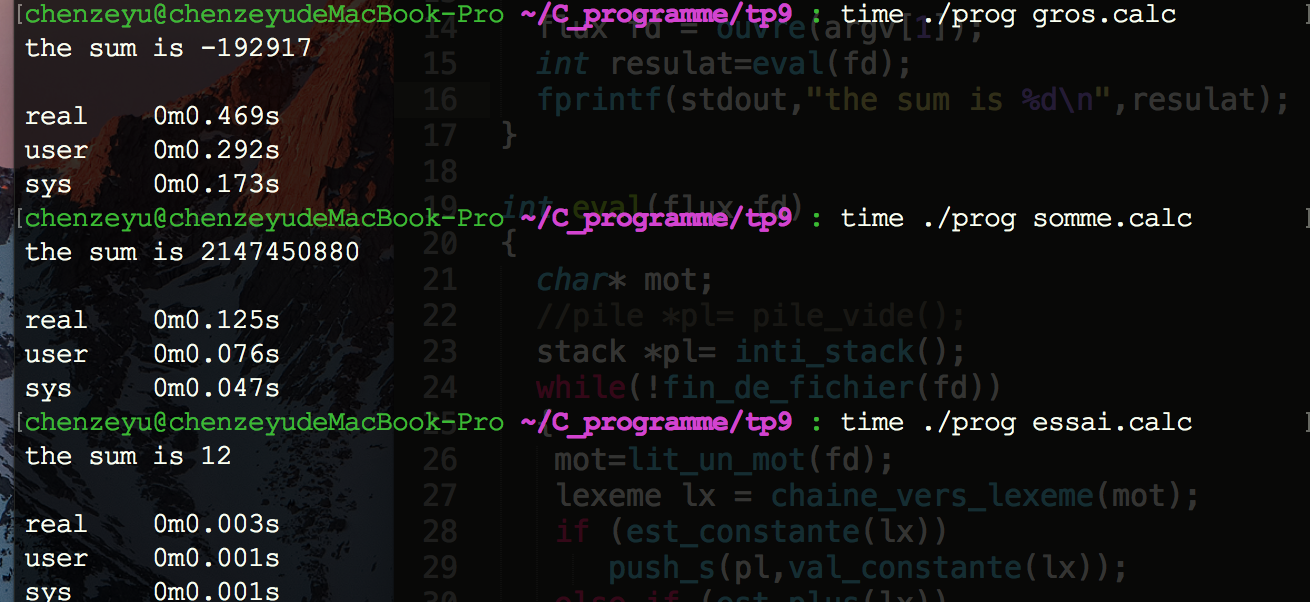 [chenzeyu@chenzeyudeMacBook-Pro ~/C_programme/tp9 : time ./prog gros.calc ]
the sum is -192917
real 0m0.469s
user 0m0.292s
sys 0m0.173s
[chenzeyu@chenzeyudeMacBook-Pro ~/C_programme/tp9 : time ./prog somme.calc ]
the sum is 2147450880
real 0m0.125s
user 0m0.076s
sys 0m0.047s
[chenzeyu@chenzeyudeMacBook-Pro ~/C_programme/tp9 : time ./prog essai.calc ]
the sum is 12
real 0m0.003s
user 0m0.001s
sys 0m0.001s
14 flux fd = ouvre(argv[1]);
15 int resulat=eval(fd);
16 fprintf(stdout,"the sum is %d\n",resulat);
17 }
18
19 int eval(flux fd)
20 {
21 char* mot;
22 //pile *pl= pile_vide();
23 stack *pl= inti_stack();
24 while(!fin_de_fichier(fd))
25 {
26 mot=lit_un_mot(fd);
27 lexeme lx = chaine_vers_lexeme(mot);
28 if (est_constante(lx))
29 push_s(pl,val_constante(lx));
30 else if (est_plus(lx))